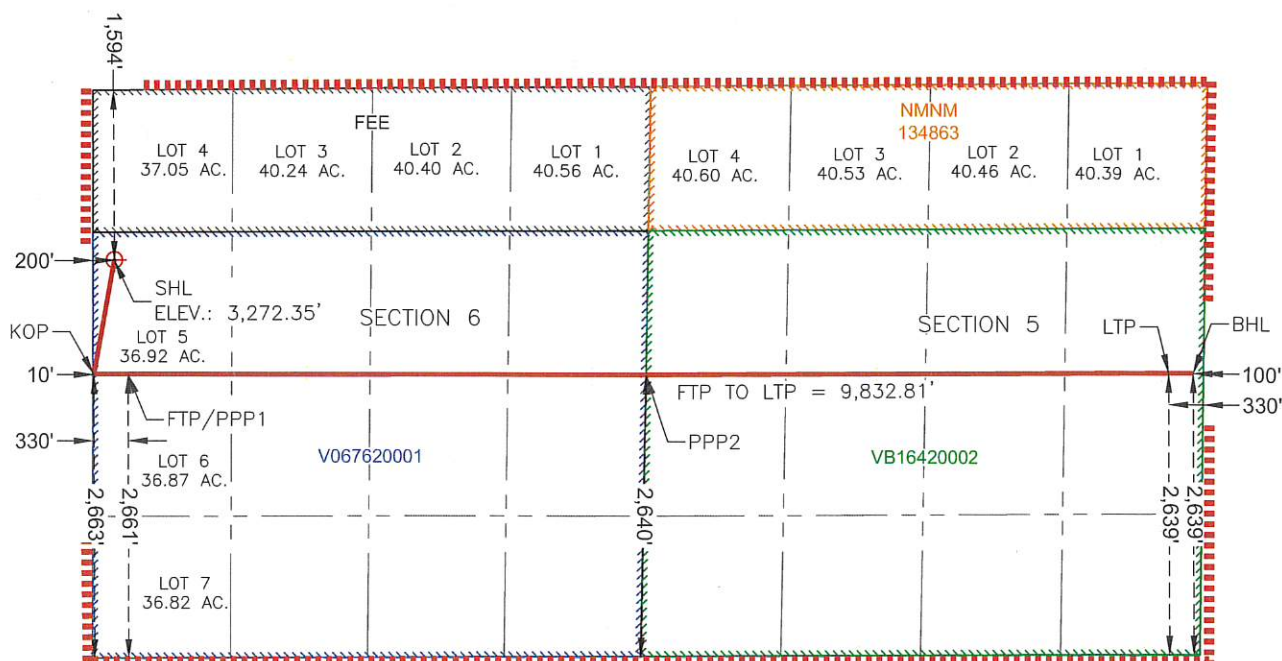 1,594'
FEE
NMNM
134863
LOT 4
37.05 AC.
LOT 3
40.24 AC.
LOT 2
40.40 AC.
LOT 1
40.56 AC.
LOT 4
40.60 AC.
LOT 3
40.53 AC.
LOT 2
40.46 AC.
LOT 1
40.39 AC.
200'
SHL
ELEV.: 3,272.35'
SECTION 6
SECTION 5
KOP
LOT 5
36.92 AC.
LTP
BHL
10'
100'
FTP TO LTP = 9,832.81'
330'
FTP/PPP1
PPP2
330'
V067620001
VB16420002
LOT 6
36.87 AC.
2,663'
2,661'
2,640'
2,639'
2,639'
LOT 7
36.82 AC.